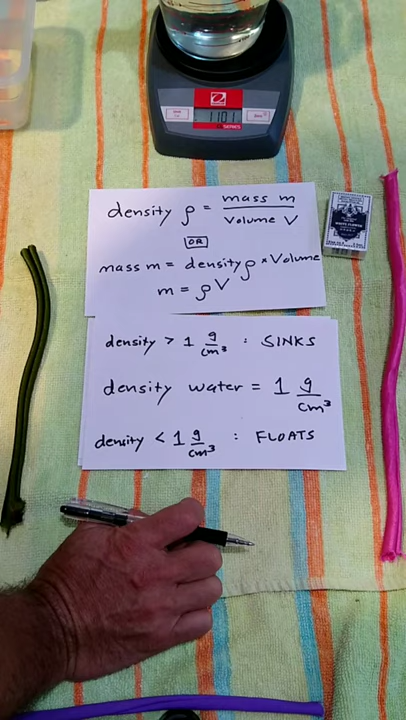 1101
density ρ = mass m / Volume V
OR
mass m = density ρ × Volume
m = ρ V
density > 1 g/cm³ : SINKS
density water = 1 g/cm³
density < 1 g/cm³ : FLOATS